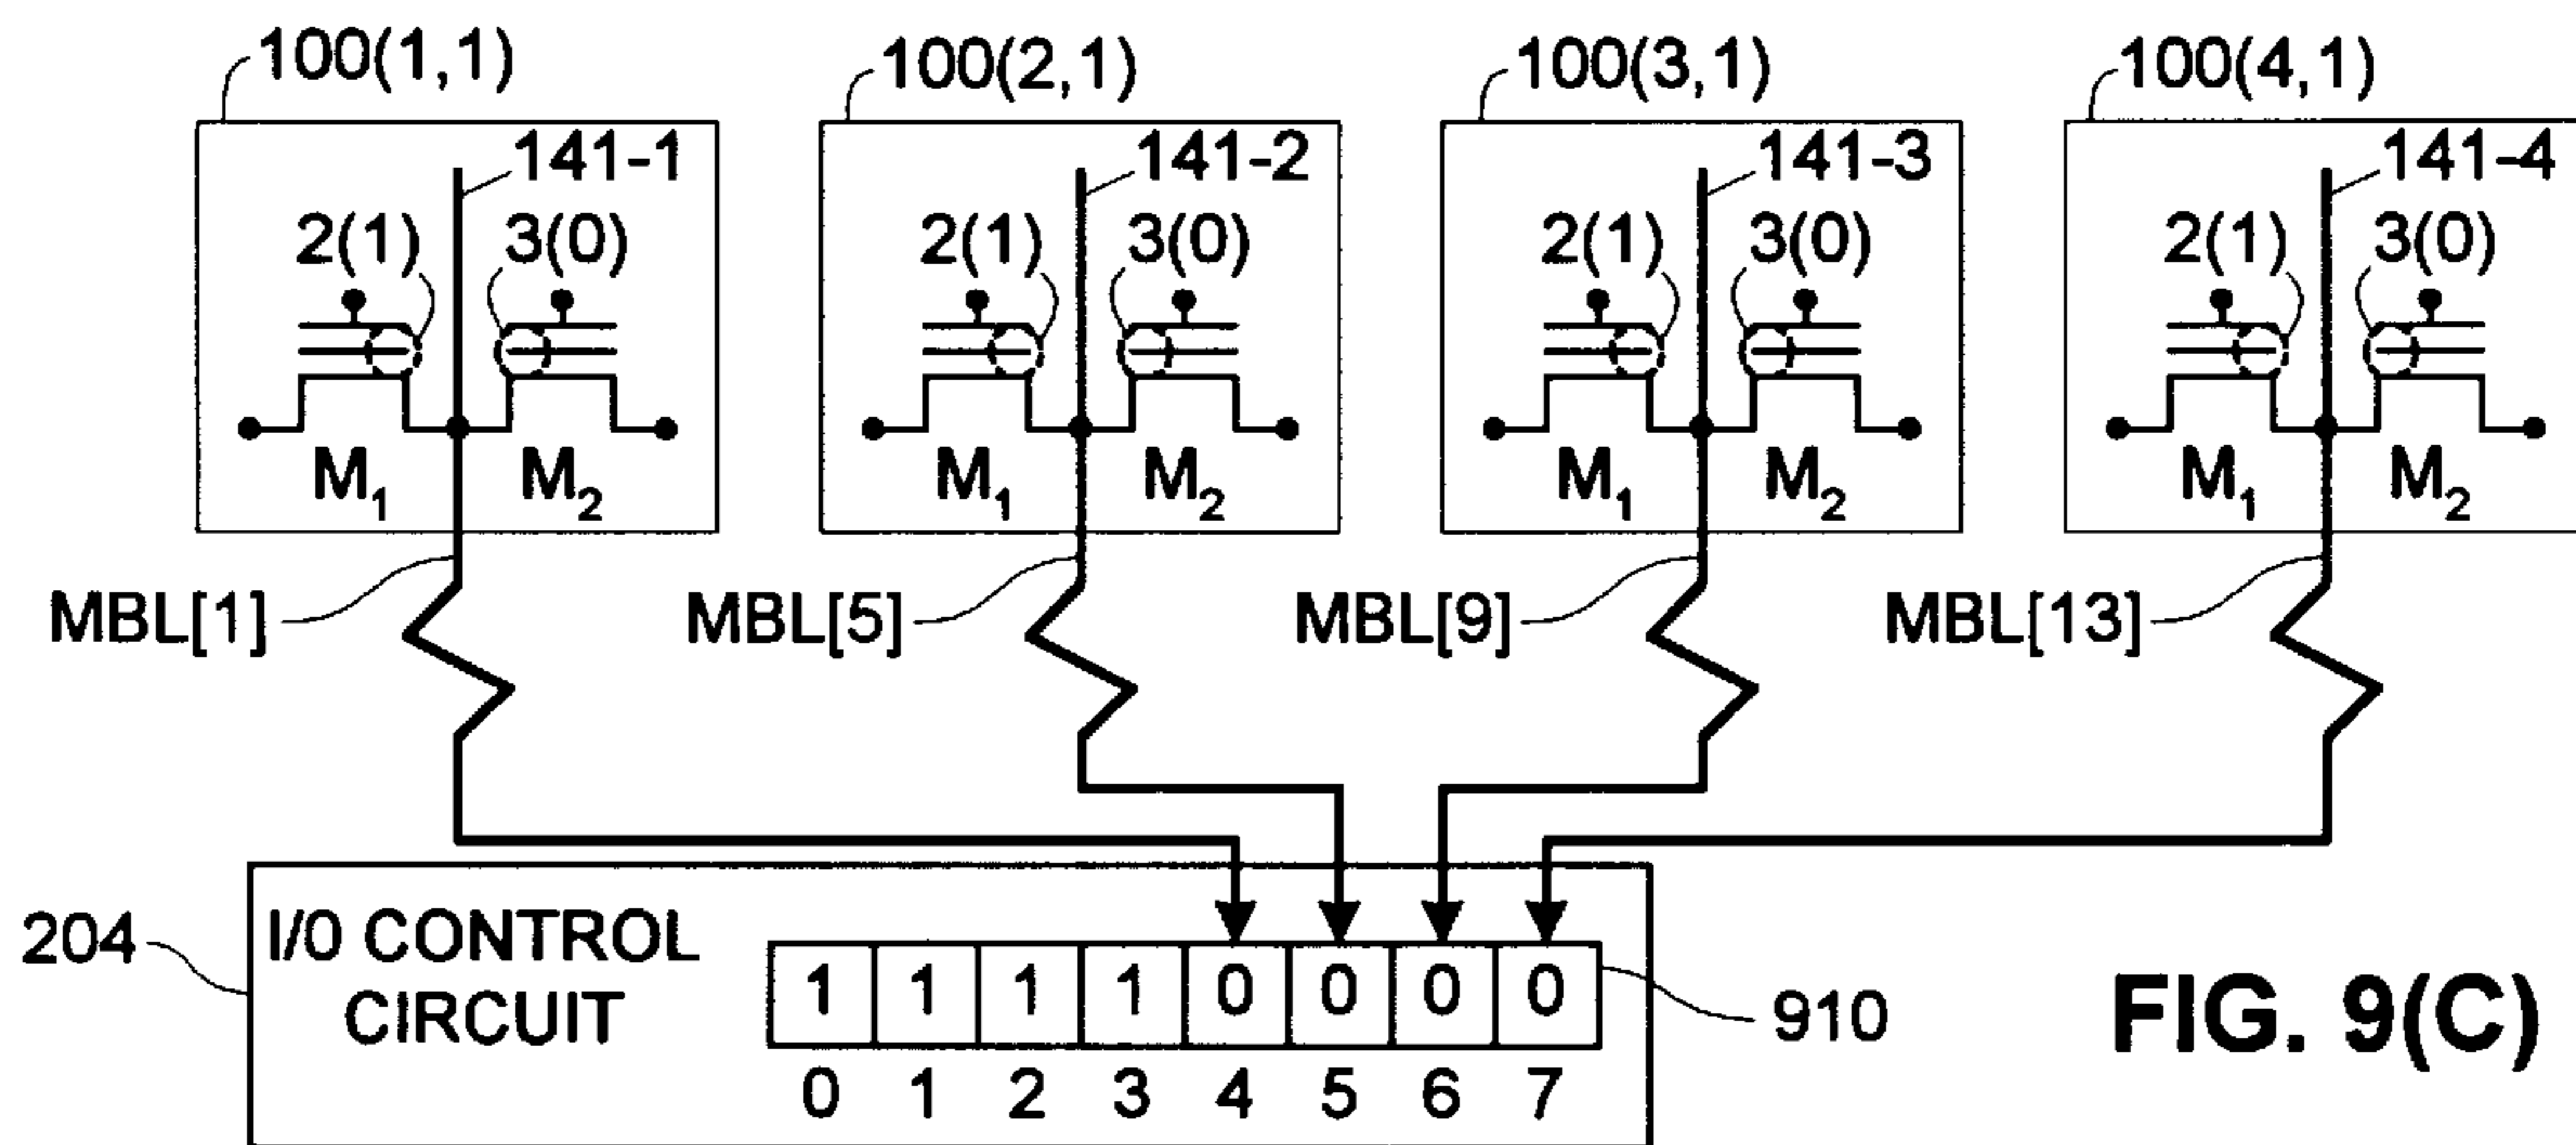 100(1,1) 100(2,1) 100(3,1) 100(4,1)
141-1 141-2 141-3 141-4
2(1) 3(0) 2(1) 3(0) 2(1) 3(0) 2(1) 3(0)
M1 M2 M1 M2 M1 M2 M1 M2
MBL[1] MBL[5] MBL[9] MBL[13]
204 I/0 CONTROL
CIRCUIT
1 1 1 1 0 0 0 0 910
0 1 2 3 4 5 6 7
FIG. 9(C)